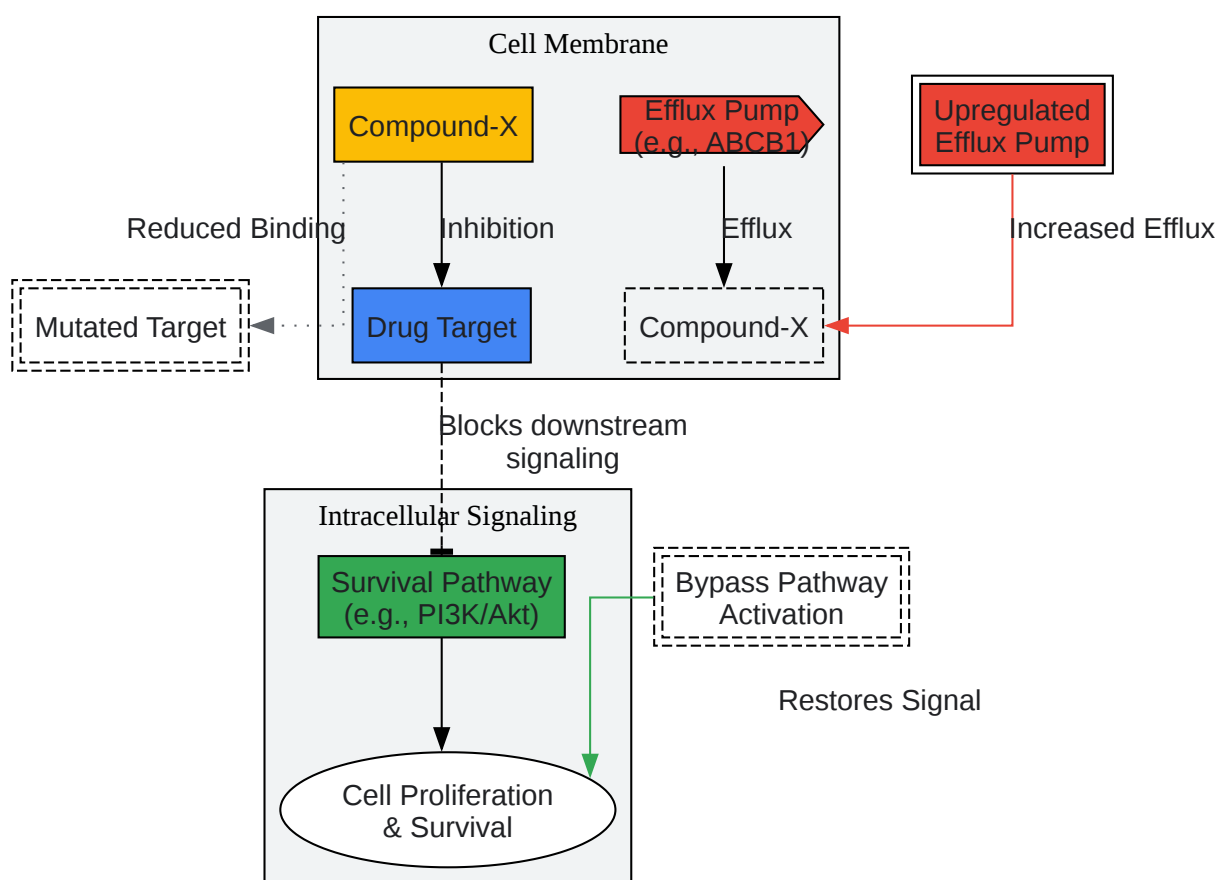 Cell Membrane
Compound-X
Efflux Pump
(e.g., ABCB1)
Upregulated
Efflux Pump
Reduced Binding
Inhibition
Efflux
Increased Efflux
Mutated Target
Drug Target
Compound-X
Blocks downstream
signaling
Intracellular Signaling
Survival Pathway
(e.g., PI3K/Akt)
Bypass Pathway
Activation
Restores Signal
Cell Proliferation
& Survival